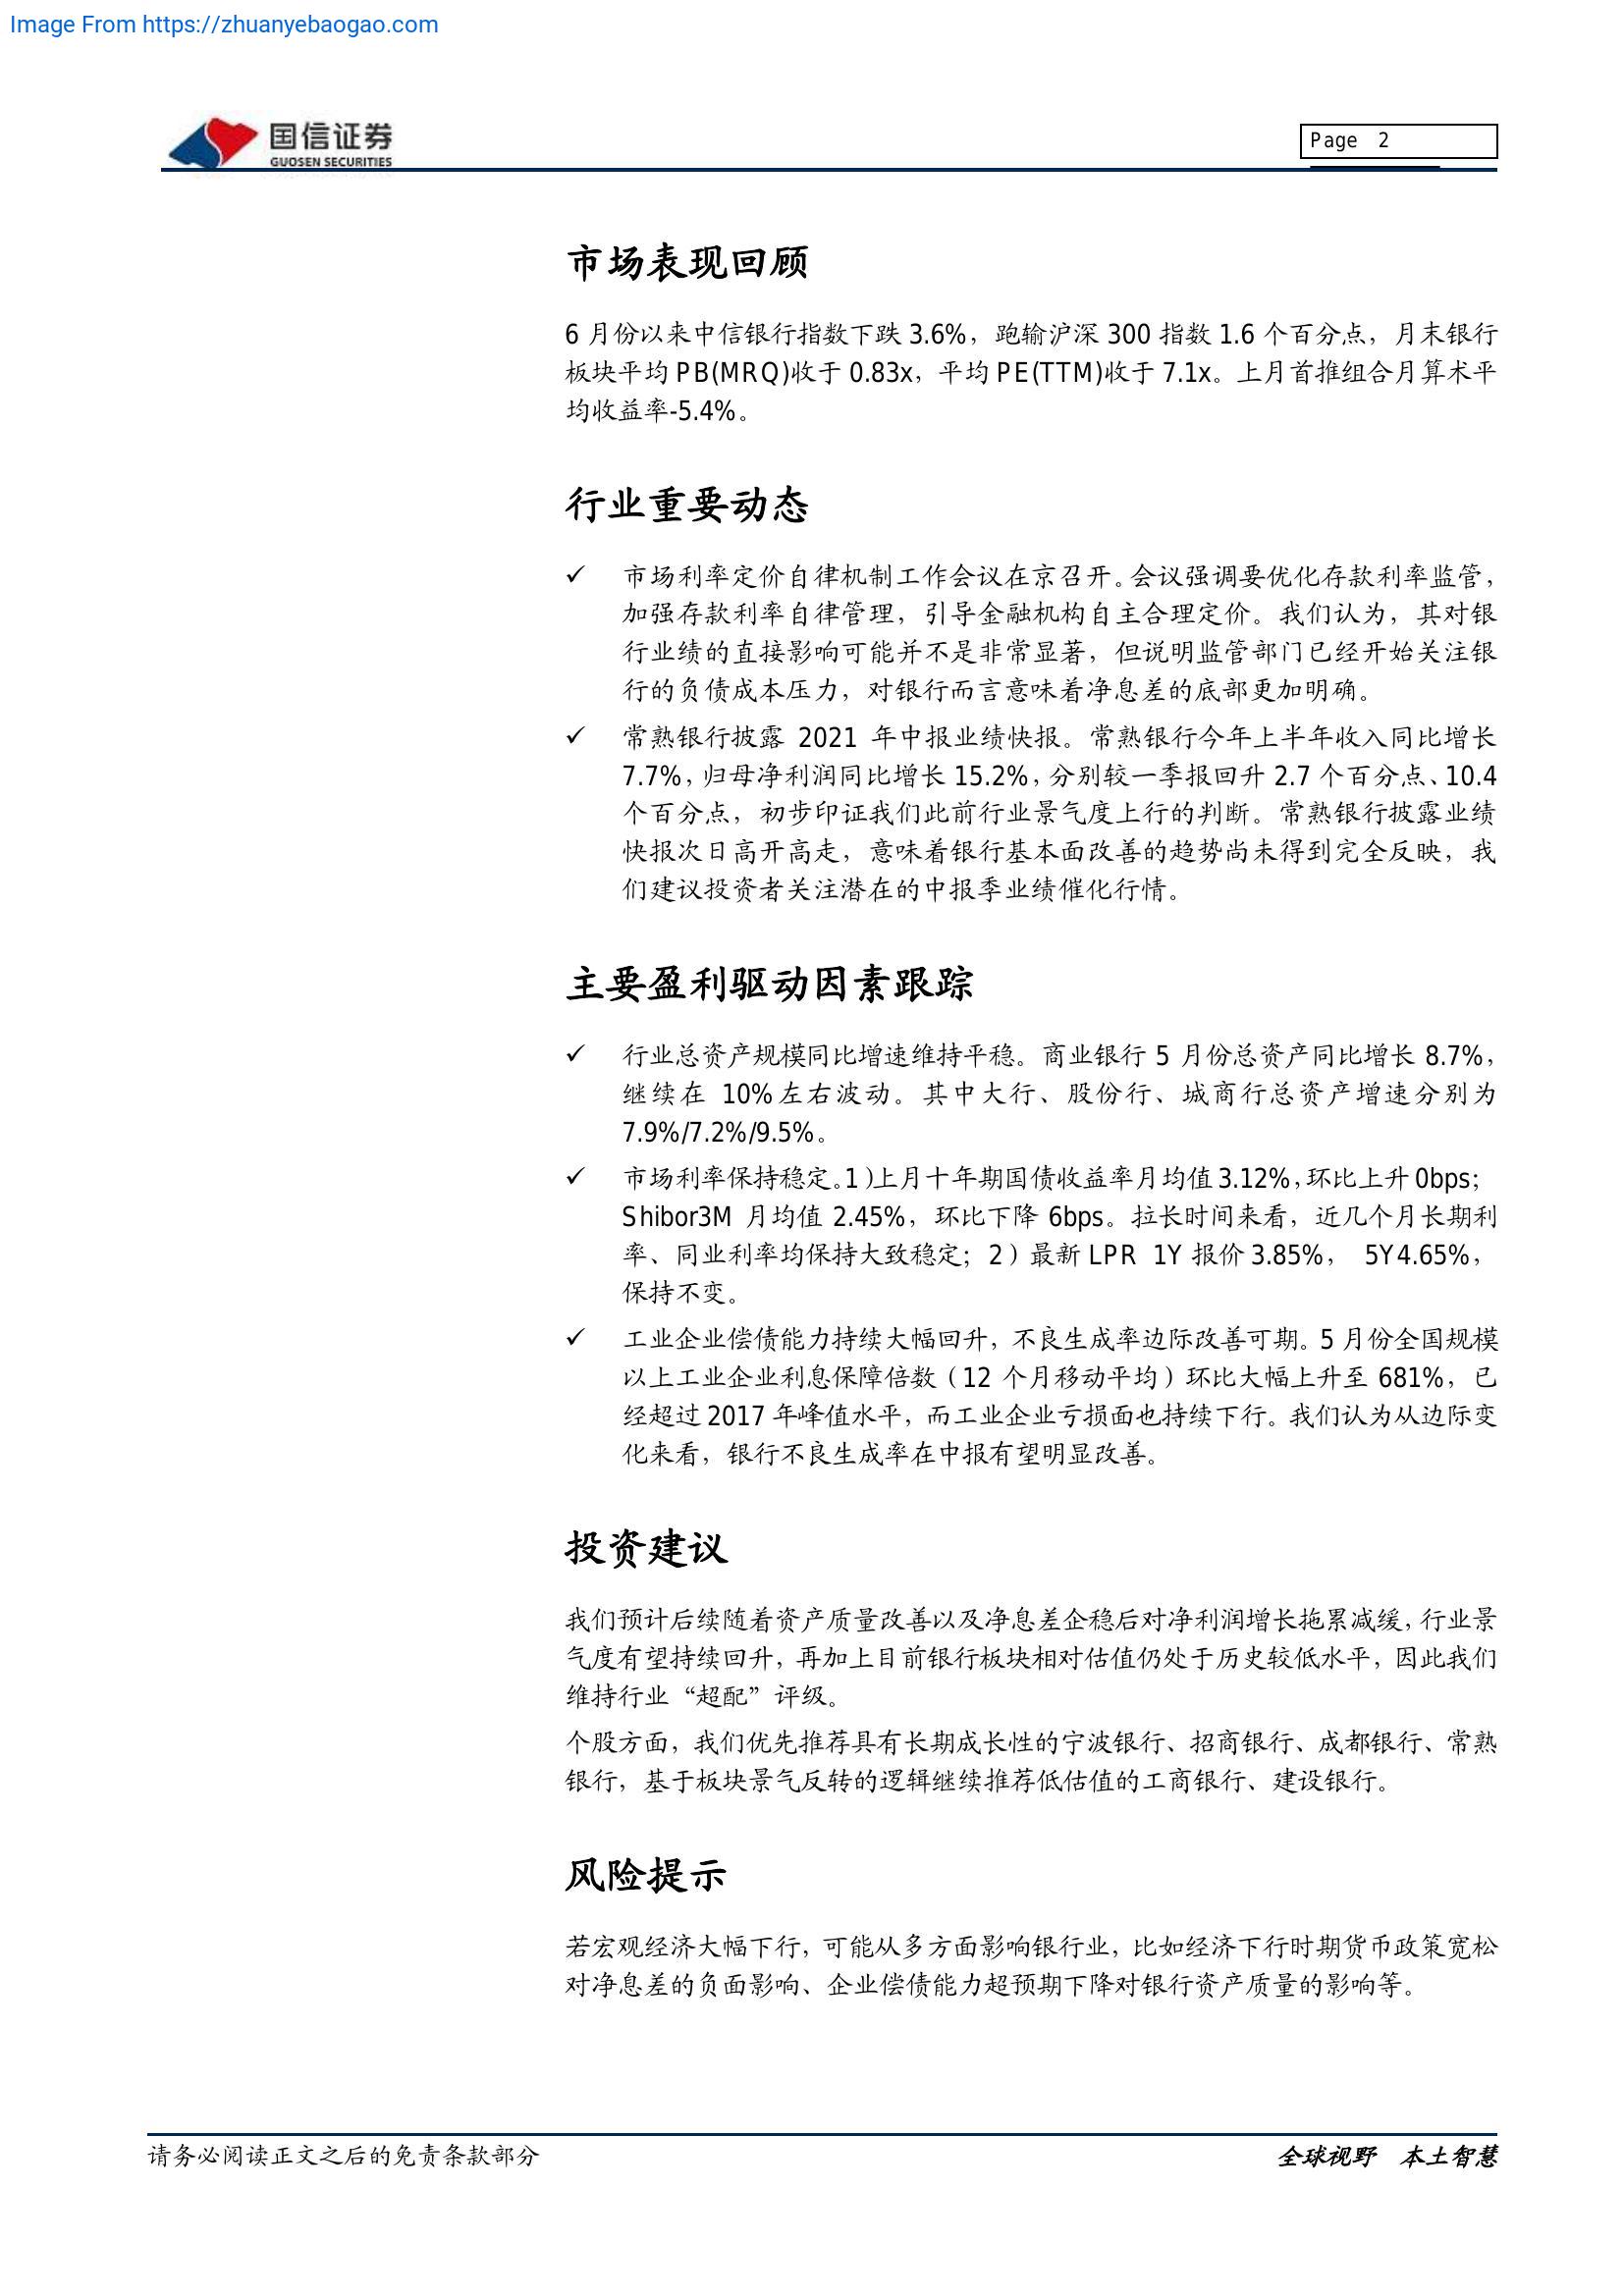 Image From https://zhuanyebaogao.com
国信证券
GUOSEN SECURITIES
Page 2
市场表现回顾
6 月份以来中信银行指数下跌 3.6%，跑输沪深 300 指数 1.6 个百分点，月末银行
板块平均 PB(MRQ)收于 0.83x，平均 PE(TTM)收于 7.1x。上月首推组合月算术平
均收益率-5.4%。
行业重要动态
✓ 市场利率定价自律机制工作会议在京召开。会议强调要优化存款利率监管，
加强存款利率自律管理，引导金融机构自主合理定价。我们认为，其对银
行业绩的直接影响可能并不是非常显著，但说明监管部门已经开始关注银
行的负债成本压力，对银行而言意味着净息差的底部更加明确。
✓ 常熟银行披露 2021 年中报业绩快报。常熟银行今年上半年收入同比增长
7.7%，归母净利润同比增长 15.2%，分别较一季报回升 2.7 个百分点、10.4
个百分点，初步印证我们此前行业景气度上行的判断。常熟银行披露业绩
快报次日高开高走，意味着银行基本面改善的趋势尚未得到完全反映，我
们建议投资者关注潜在的中报季业绩催化行情。
主要盈利驱动因素跟踪
✓ 行业总资产规模同比增速维持平稳。商业银行 5 月份总资产同比增长 8.7%，
继续在 10%左右波动。其中大行、股份行、城商行总资产增速分别为
7.9%/7.2%/9.5%。
✓ 市场利率保持稳定。1）上月十年期国债收益率月均值 3.12%，环比上升 0bps；
Shibor3M 月均值 2.45%，环比下降 6bps。拉长时间来看，近几个月长期利
率、同业利率均保持大致稳定；2）最新 LPR 1Y 报价 3.85%， 5Y4.65%，
保持不变。
✓ 工业企业偿债能力持续大幅回升，不良生成率边际改善可期。5 月份全国规模
以上工业企业利息保障倍数（12 个月移动平均）环比大幅上升至 681%，已
经超过 2017 年峰值水平，而工业企业亏损面也持续下行。我们认为从边际变
化来看，银行不良生成率在中报有望明显改善。
投资建议
我们预计后续随着资产质量改善以及净息差企稳后对净利润增长拖累减缓，行业景
气度有望持续回升，再加上目前银行板块相对估值仍处于历史较低水平，因此我们
维持行业“超配”评级。
个股方面，我们优先推荐具有长期成长性的宁波银行、招商银行、成都银行、常熟
银行，基于板块景气反转的逻辑继续推荐低估值的工商银行、建设银行。
风险提示
若宏观经济大幅下行，可能从多方面影响银行业，比如经济下行时期货币政策宽松
对净息差的负面影响、企业偿债能力超预期下降对银行资产质量的影响等。
请务必阅读正文之后的免责条款部分
全球视野 本土智慧